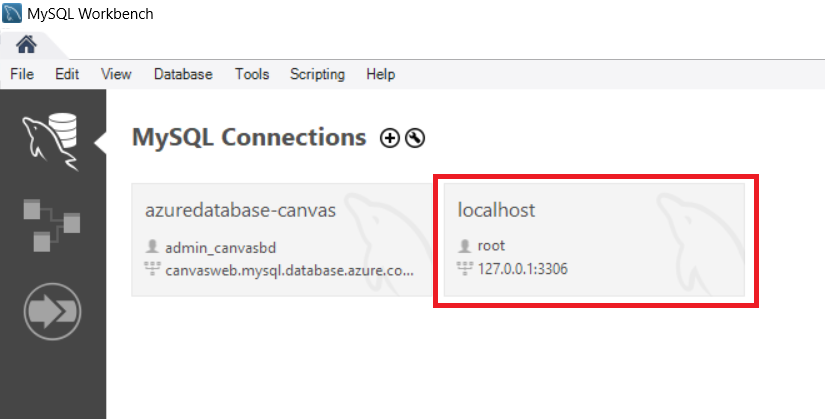 MySQL Workbench
File Edit View Database Tools Scripting Help
MySQL Connections
azuredatabase-canvas
admin_canvasbd
canvasweb.mysql.database.azure.co...
localhost
root
127.0.0.1:3306